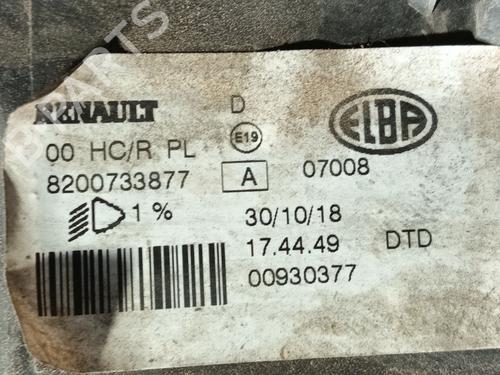 RENAULT
D
ELBA
E19
00 HC/R PL
8200733877
A
07008
1 %
30/10/18
17.44.49
DTD
00930377